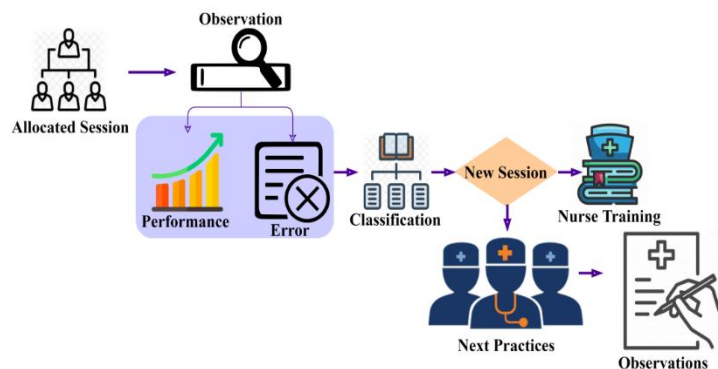 Observation
Allocated Session
Performance
Error
Classification
New Session
Nurse Training
Next Practices
Observations